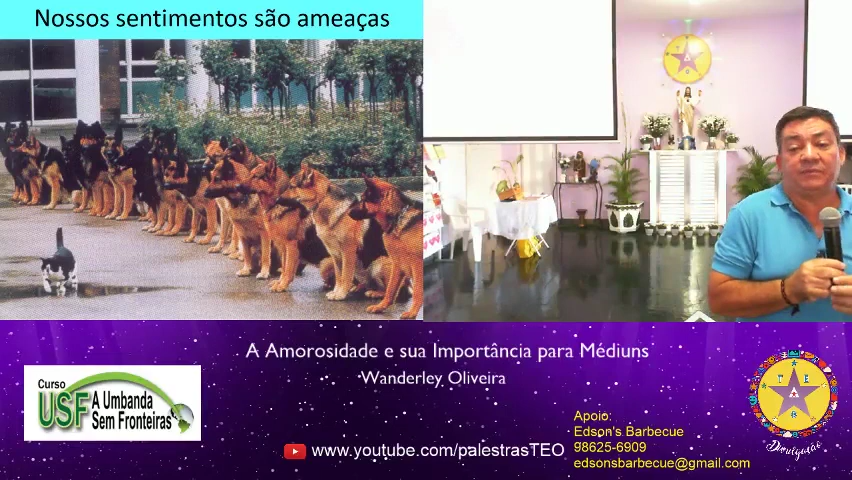 Nossos sentimentos são ameaças
A Amorosidade e sua Importância para Médiuns
Wanderley Oliveira
Curso
USF
A Umbanda
Sem Fronteiras
www.youtube.com/palestrasTEO
Apoio:
Edson's Barbecue
98625-6909
edsonsbarbecue@gmail.com
Divulgação